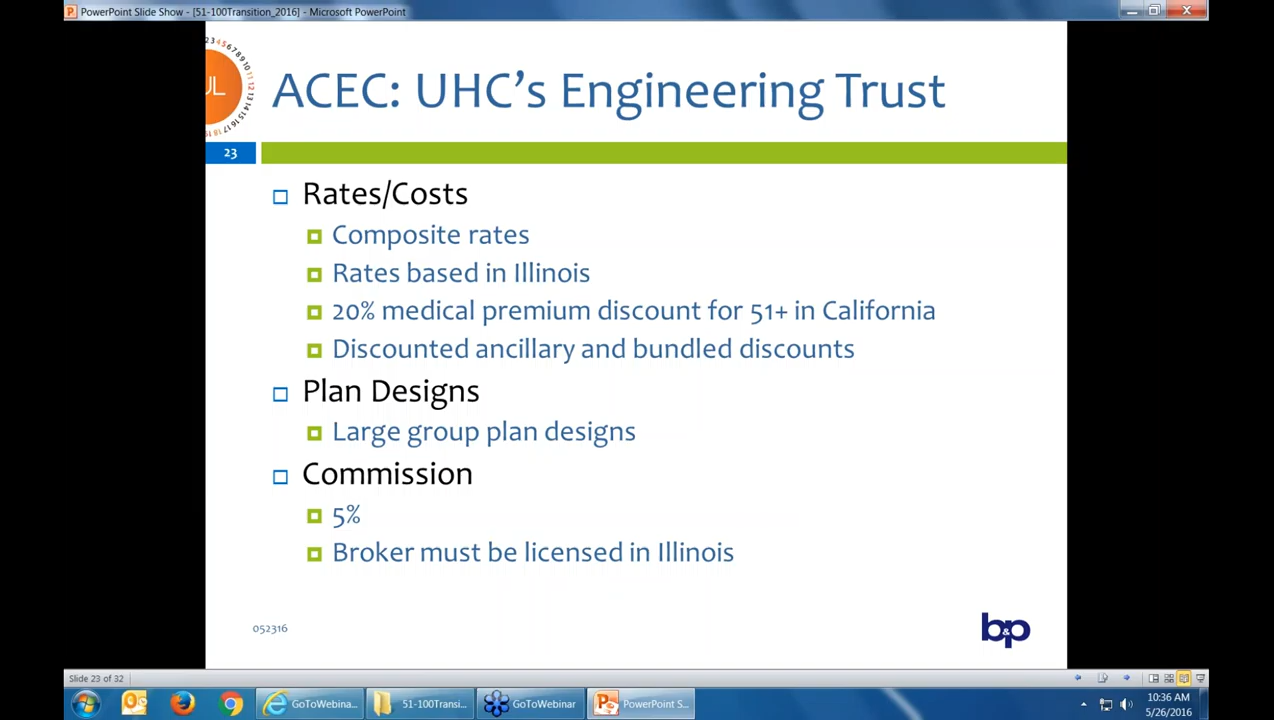 PowerPoint Slide Show - [51-100Transition_2016] - Microsoft PowerPoint
ACEC: UHC's Engineering Trust
23
Rates/Costs
Composite rates
Rates based in Illinois
20% medical premium discount for 51+ in California
Discounted ancillary and bundled discounts
Plan Designs
Large group plan designs
Commission
5%
Broker must be licensed in Illinois
052316
b&p
Slide 23 of 32
GoToWebina...
51-100Transi...
GoToWebinar
PowerPoint S...
10:36 AM
5/26/2016